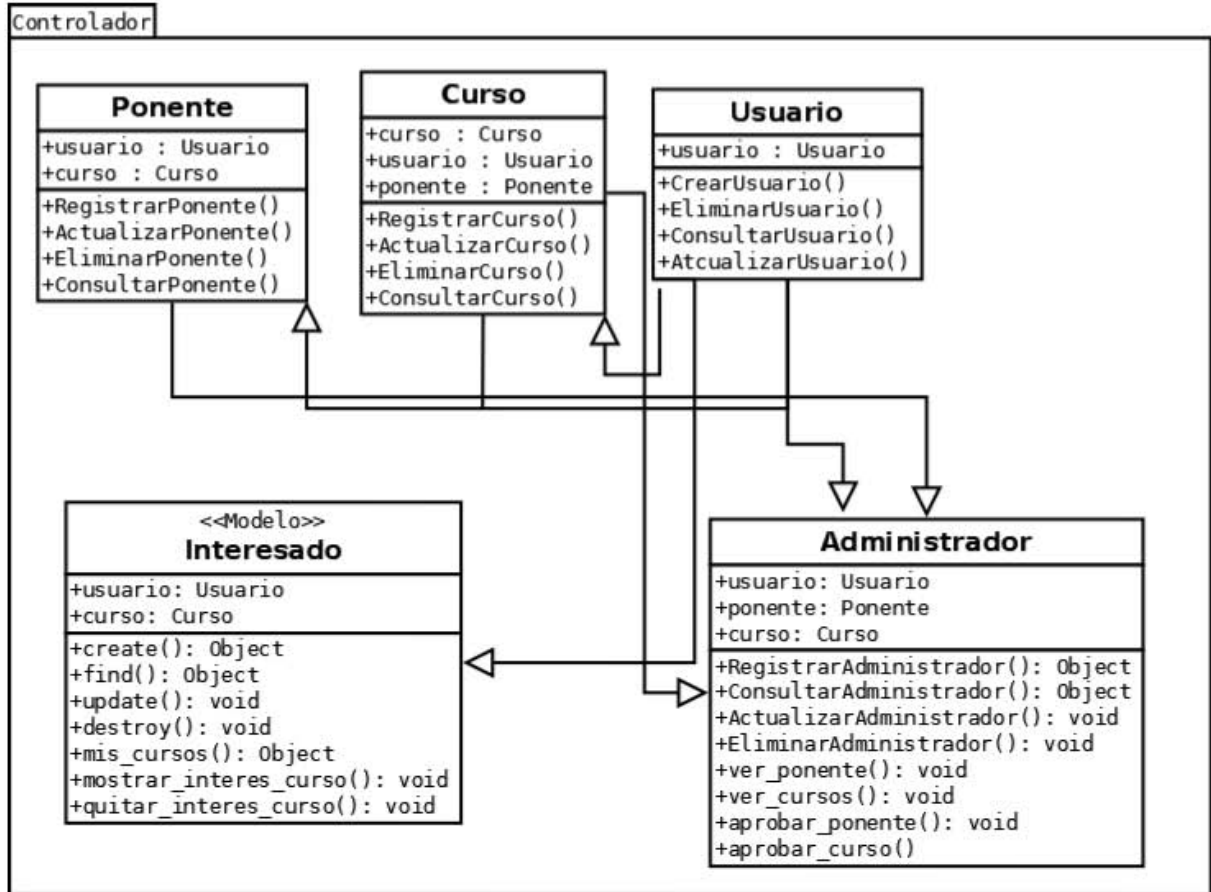 Controlador
Ponente
+usuario : Usuario
+curso : Curso
+RegistrarPonente()
+ActualizarPonente()
+EliminarPonente()
+ConsultarPonente()
Curso
+curso : Curso
+usuario : Usuario
+ponente : Ponente
+RegistrarCurso()
+ActualizarCurso()
+EliminarCurso()
+ConsultarCurso()
Usuario
+usuario : Usuario
+CrearUsuario()
+EliminarUsuario()
+ConsultarUsuario()
+AtcualizarUsuario()
<<Modelo>>
Interesado
+usuario: Usuario
+curso: Curso
+create(): Object
+find(): Object
+update(): void
+destroy(): void
+mis_cursos(): Object
+mostrar_interes_curso(): void
+quitar_interes_curso(): void
Administrador
+usuario: Usuario
+ponente: Ponente
+curso: Curso
+RegistrarAdministrador(): Object
+ConsultarAdministrador(): Object
+ActualizarAdministrador(): void
+EliminarAdministrador(): void
+ver_ponente(): void
+ver_cursos(): void
+aprobar_ponente(): void
+aprobar_curso()